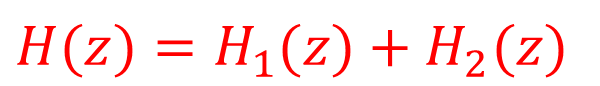 H(z) = H₁(z) + H₂(z)